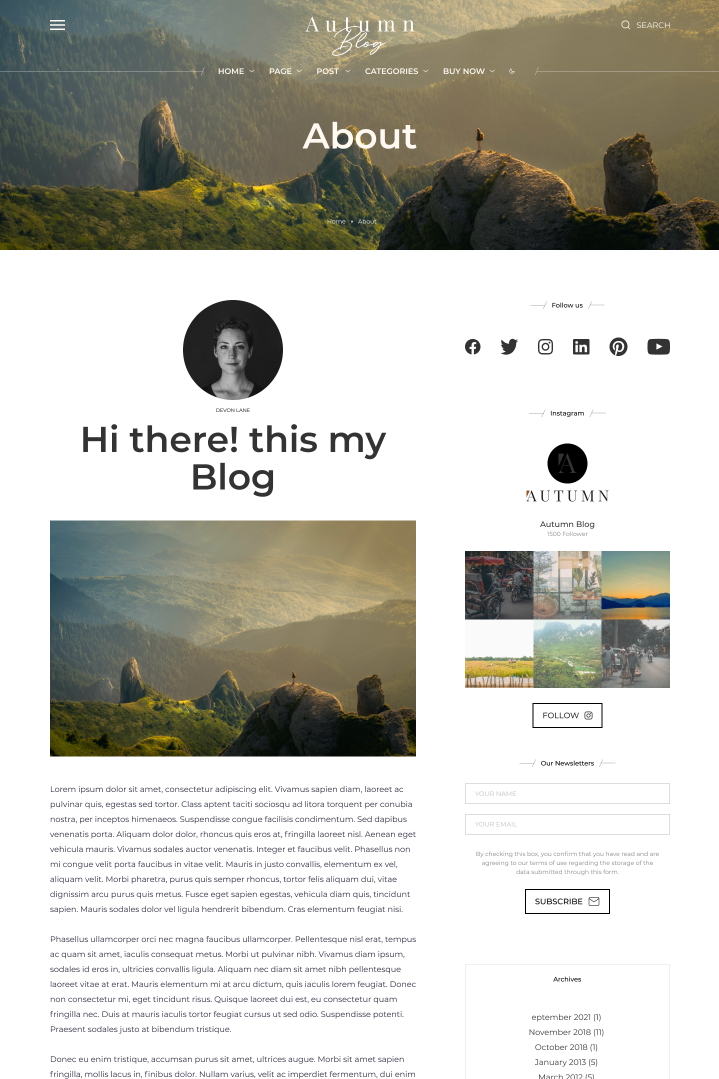 Autumn
Blog
SEARCH
HOME PAGE POST CATEGORIES BUY NOW
About
Home • About
DEVON LANE
Hi there! this my
Blog
Lorem ipsum dolor sit amet, consectetur adipiscing elit. Vivamus sapien diam, laoreet ac
pulvinar quis, egestas sed tortor. Class aptent taciti sociosqu ad litora torquent per conubia
nostra, per inceptos himenaeos. Suspendisse congue facilisis condimentum. Sed dapibus
venenatis porta. Aliquam dolor dolor, rhoncus quis eros at, fringilla laoreet nisl. Aenean eget
vehicula mauris. Vivamus sodales auctor venenatis. Integer et faucibus velit. Phasellus non
mi congue velit porta faucibus in vitae velit. Mauris in justo convallis, elementum ex vel,
aliquam velit. Morbi pharetra, purus quis semper rhoncus, tortor felis aliquam dui, vitae
dignissim arcu purus quis metus. Fusce eget sapien egestas, vehicula diam quis, tincidunt
sapien. Mauris sodales dolor vel ligula hendrerit bibendum. Cras elementum feugiat nisi.
Phasellus ullamcorper orci nec magna faucibus ullamcorper. Pellentesque nisl erat, tempus
ac quam sit amet, iaculis consequat metus. Morbi ut pulvinar nibh. Vivamus diam ipsum,
sodales id eros in, ultricies convallis ligula. Aliquam nec diam sit amet nibh pellentesque
laoreet vitae at erat. Mauris elementum mi at arcu dictum, quis iaculis lorem feugiat. Donec
non consectetur mi, eget tincidunt risus. Quisque laoreet dui est, eu consectetur quam
fringilla nec. Duis at mauris iaculis tortor feugiat cursus ut sed odio. Suspendisse potenti.
Praesent sodales justo at bibendum tristique.
Donec eu enim tristique, accumsan purus sit amet, ultrices augue. Morbi sit amet sapien
fringilla, mollis lacus in, finibus dolor. Nullam varius, velit ac imperdiet fermentum, dui enim
Follow us
Instagram
A
AUTUMN
Autumn Blog
1500 Follower
FOLLOW
Our Newsletters
YOUR NAME
YOUR EMAIL
By checking this box, you confirm that you have read and are
agreeing to our terms of use regarding the storage of the
data submitted through this form.
SUBSCRIBE
Archives
eptember 2021 (1)
November 2018 (11)
October 2018 (1)
January 2013 (5)
March 2012 (5)